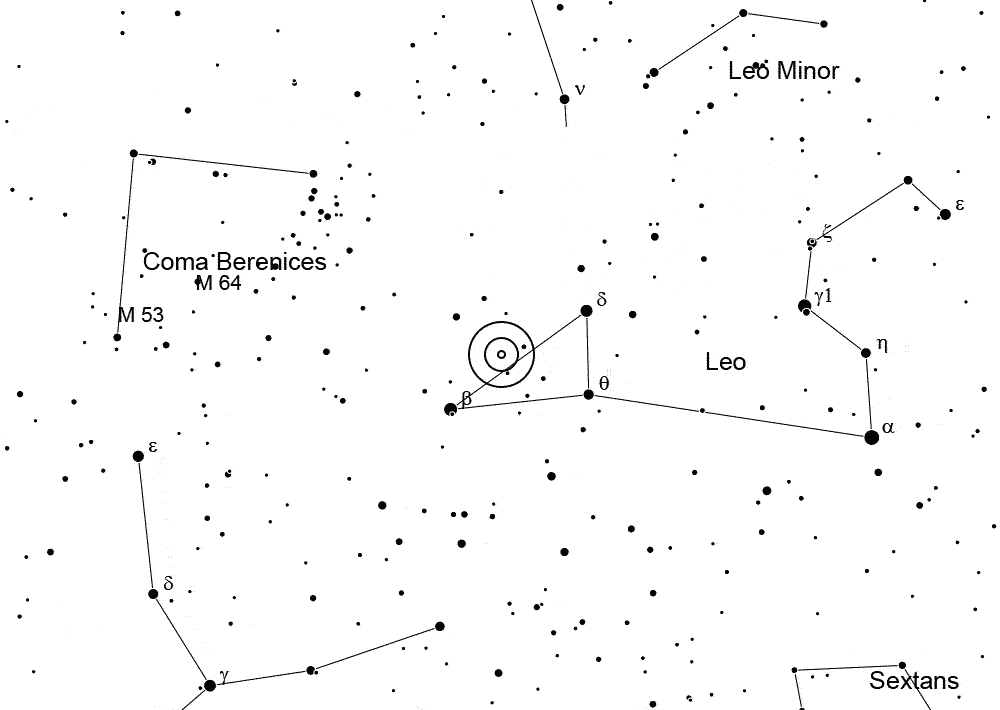 ν
Leo Minor
ε
ζ
Coma Berenices
M 64
γ1
δ
M 53
η
Leo
θ
β
α
ε
δ
γ
Sextans